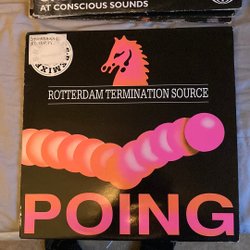 AT CONSCIOUS SOUNDS
ROTTERDAM TERMINATION SOURCE
POING